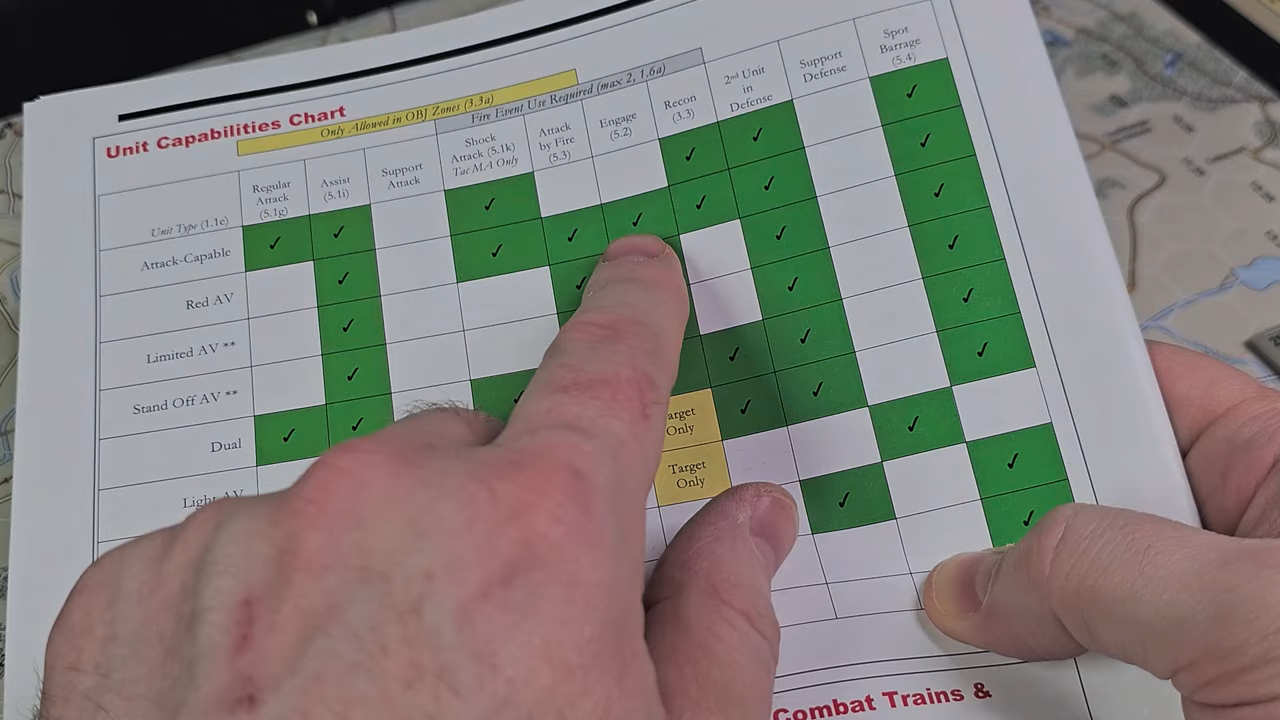 Unit Capabilities Chart
Only Allowed in OBJ Zones (3.3a)
Fire Event Use Required (max 2, 1.6a)
Unit Type (1.1e)
Regular
Attack
(5.1g)
Assist
(5.1i)
Support
Attack
Shock
Attack (5.1k)
Tac MA Only
Attack
by Fire
(5.3)
Engage
(5.2)
Recon
(3.3)
2nd Unit
in
Defense
Support
Defense
Spot
Barrage
(5.4)
Attack-Capable
Red AV
Limited AV **
Stand Off AV **
Dual
Light AV
Target
Only
Combat Trains &